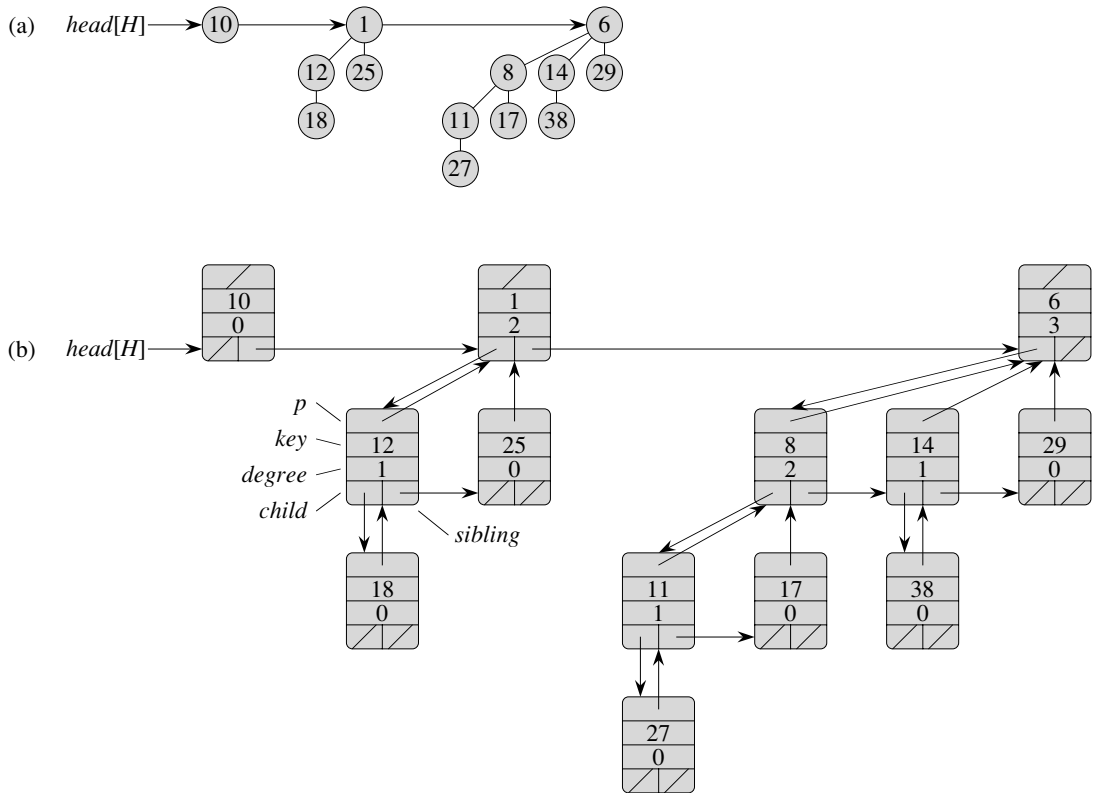 (a) head[H] 10 1 6
12 25 8 14 29
18 11 17 38
27
10 1 6
0 2 3
(b) head[H]
p
key 12 25 8 14 29
degree 1 0 2 1 0
child
sibling
18 11 17 38
0 1 0 0
27
0